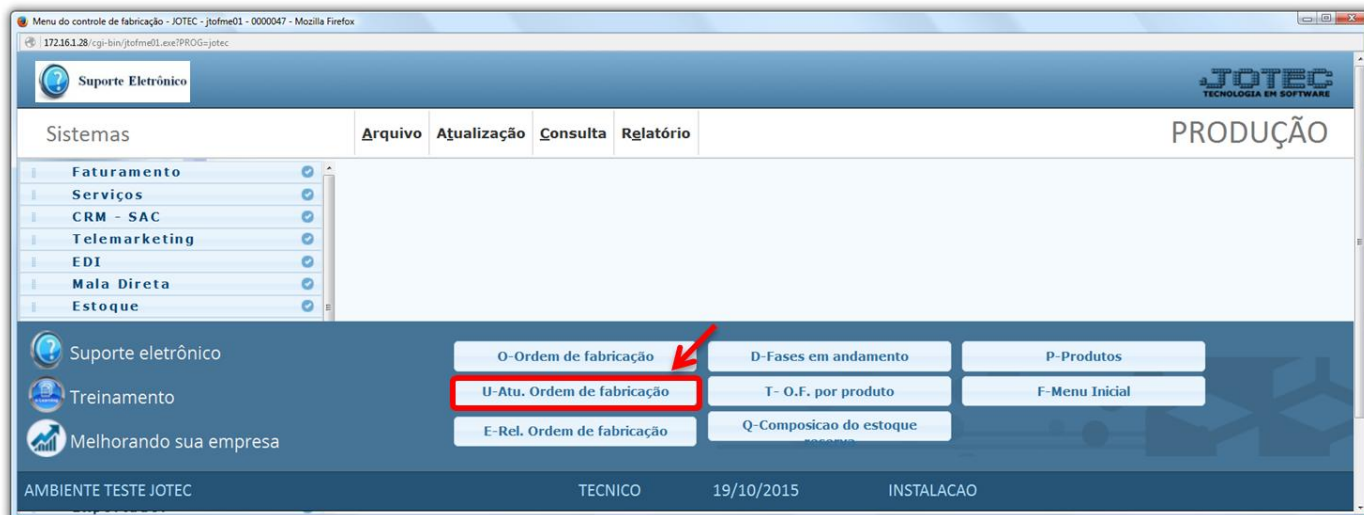 Menu do controle de fabricação - JOTEC - jtofme01 - 0000047 - Mozilla Firefox
172.16.1.28/cgi-bin/jtofme01.exe?PROG=jotec
Suporte Eletrônico
JOTEC
TECNOLOGIA EM SOFTWARE
Sistemas
Arquivo Atualização Consulta Relatório
PRODUÇÃO
Faturamento
Serviços
CRM - SAC
Telemarketing
EDI
Mala Direta
Estoque
Suporte eletrônico
Treinamento
Melhorando sua empresa
O-Ordem de fabricação
D-Fases em andamento
P-Produtos
U-Atu. Ordem de fabricação
T- O.F. por produto
F-Menu Inicial
E-Rel. Ordem de fabricação
Q-Composicao do estoque
AMBIENTE TESTE JOTEC
TECNICO
19/10/2015
INSTALACAO